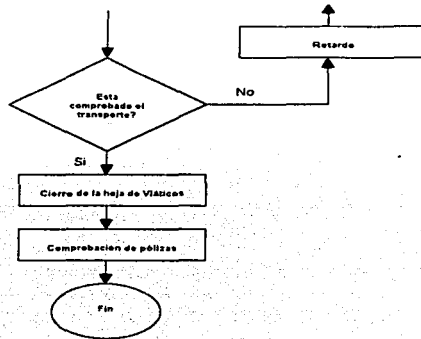 Retardo
Esta
comprobado el
transporte?
No
Si
Cierre de la hoja de Viáticos
Comprobación de pólizas
Fin